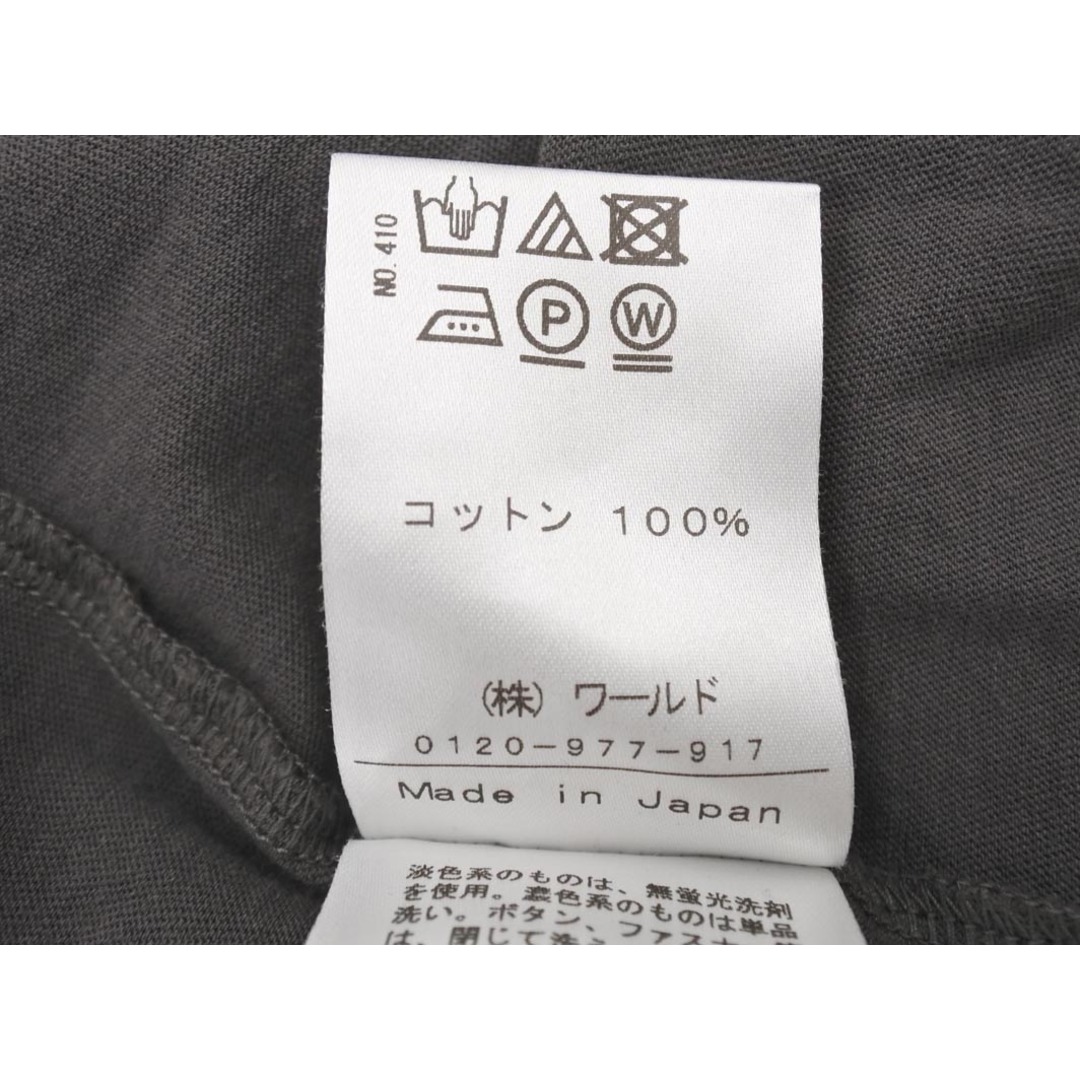 NO. 410
P W
コットン 100%
(株) ワールド
0120-977-917
Made in Japan
淡色系のものは、無蛍光洗剤
を使用。濃色系のものは単品
洗い。ボタン、ファスナー
は、閉じて洗